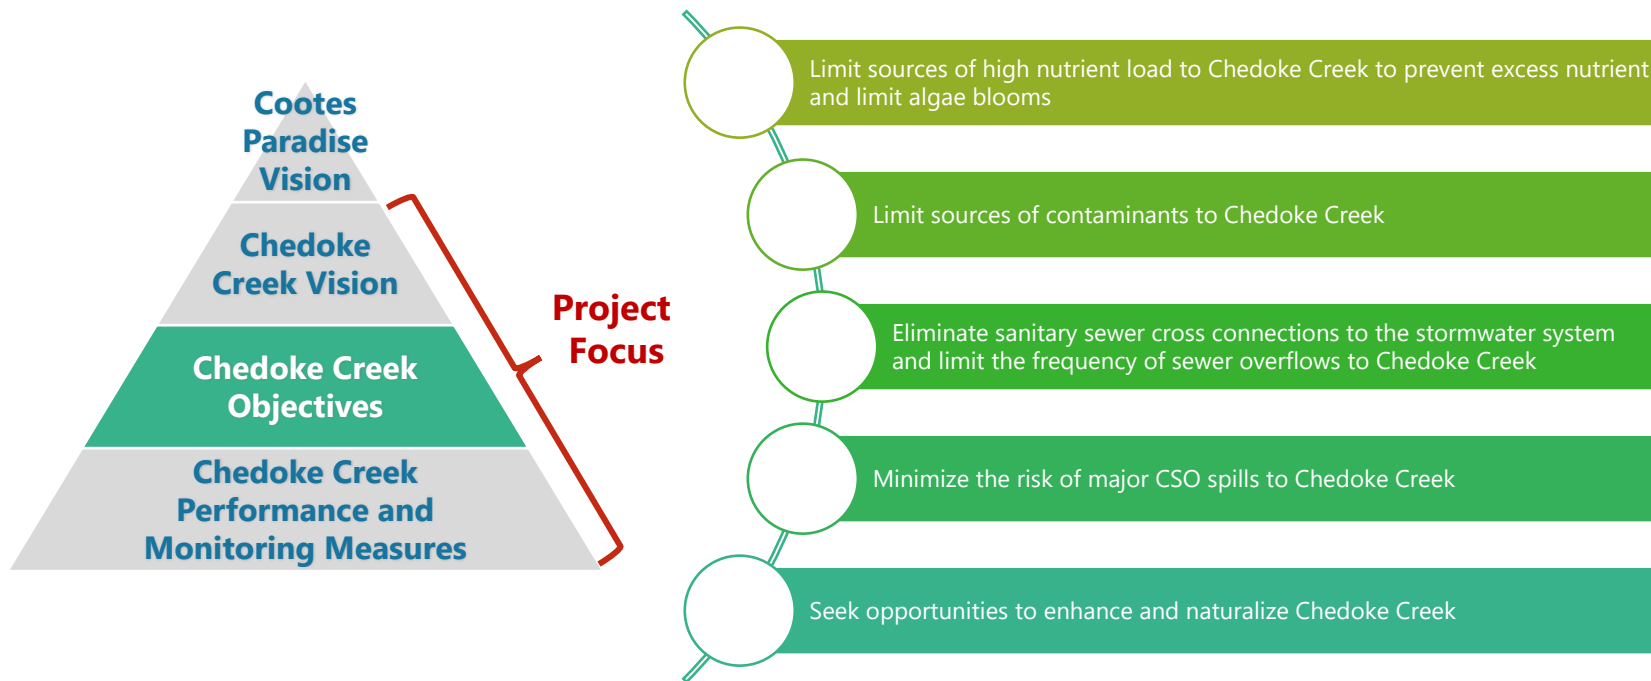 Cootes
Paradise
Vision
Chedoke
Creek Vision
Chedoke Creek
Objectives
Chedoke Creek
Performance and
Monitoring Measures
Project
Focus
Limit sources of high nutrient load to Chedoke Creek to prevent excess nutrient
and limit algae blooms
Limit sources of contaminants to Chedoke Creek
Eliminate sanitary sewer cross connections to the stormwater system
and limit the frequency of sewer overflows to Chedoke Creek
Minimize the risk of major CSO spills to Chedoke Creek
Seek opportunities to enhance and naturalize Chedoke Creek